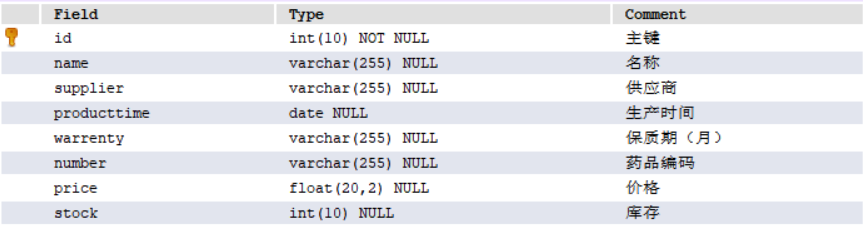 Field Type Comment
id int(10) NOT NULL 主键
name varchar(255) NULL 名称
supplier varchar(255) NULL 供应商
producttime date NULL 生产时间
warrenty varchar(255) NULL 保质期（月）
number varchar(255) NULL 药品编码
price float(20,2) NULL 价格
stock int(10) NULL 库存